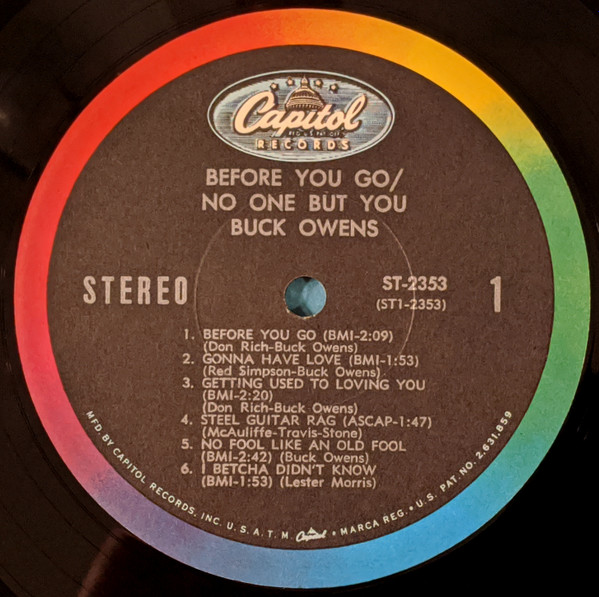 Capitol
RECORDS
BEFORE YOU GO/
NO ONE BUT YOU
BUCK OWENS
STEREO
ST-2353
(ST1-2353)
1
1. BEFORE YOU GO (BMI-2:09)
(Don Rich-Buck Owens)
2. GONNA HAVE LOVE (BMI-1:53)
(Red Simpson-Buck Owens)
3. GETTING USED TO LOVING YOU
(BMI-2:20)
(Don Rich-Buck Owens)
4. STEEL GUITAR RAG (ASCAP-1:47)
(McAuliffe-Travis-Stone)
5. NO FOOL LIKE AN OLD FOOL
(BMI-2:42) (Buck Owens)
6. I BETCHA DIDN'T KNOW
(BMI-1:53) (Lester Morris)
MFD. BY CAPITOL RECORDS, INC. U. S. A. T. M. Capitol • MARCA REG. • U. S. PAT. NO. 2,631,859